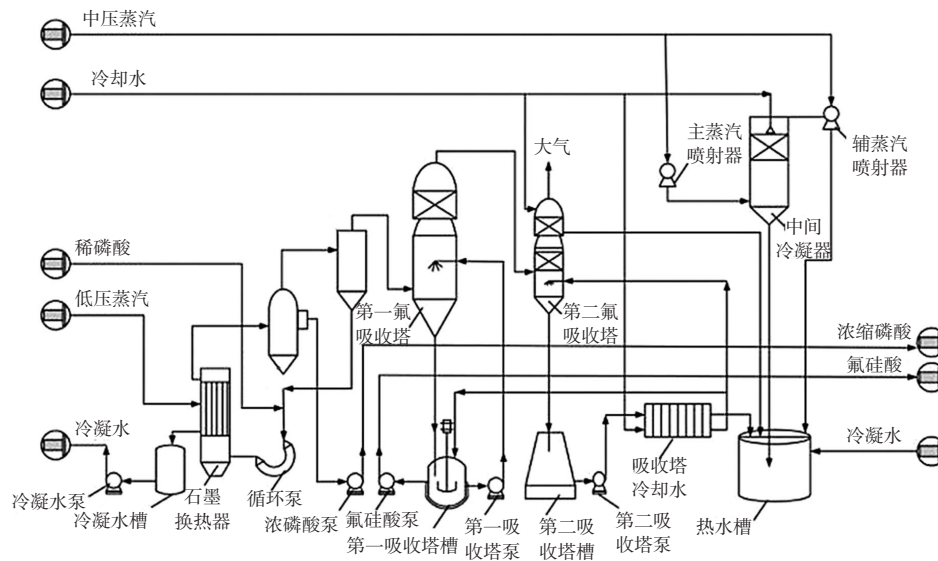 中压蒸汽
冷却水
主蒸汽
喷射器
辅蒸汽
喷射器
大气
中间
冷凝器
稀磷酸
低压蒸汽
第一氟
吸收塔
第二氟
吸收塔
浓缩磷酸
氟硅酸
冷凝水
冷凝水
吸收塔
冷却水
冷凝水泵
冷凝水槽
石墨
换热器
循环泵
浓磷酸泵
氟硅酸泵
第一吸收塔槽
第一吸
收塔泵
第二吸
收塔槽
第二吸
收塔泵
热水槽